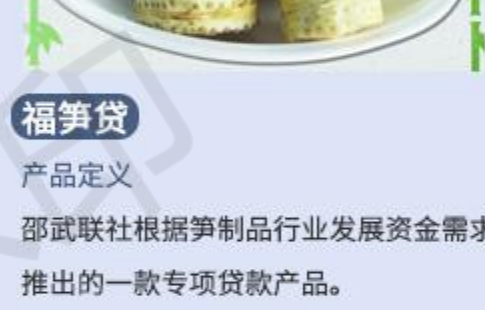 福笋贷
产品定义
邵武联社根据笋制品行业发展资金需求
推出的一款专项贷款产品。